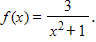 f(x) = 3/(x² + 1).